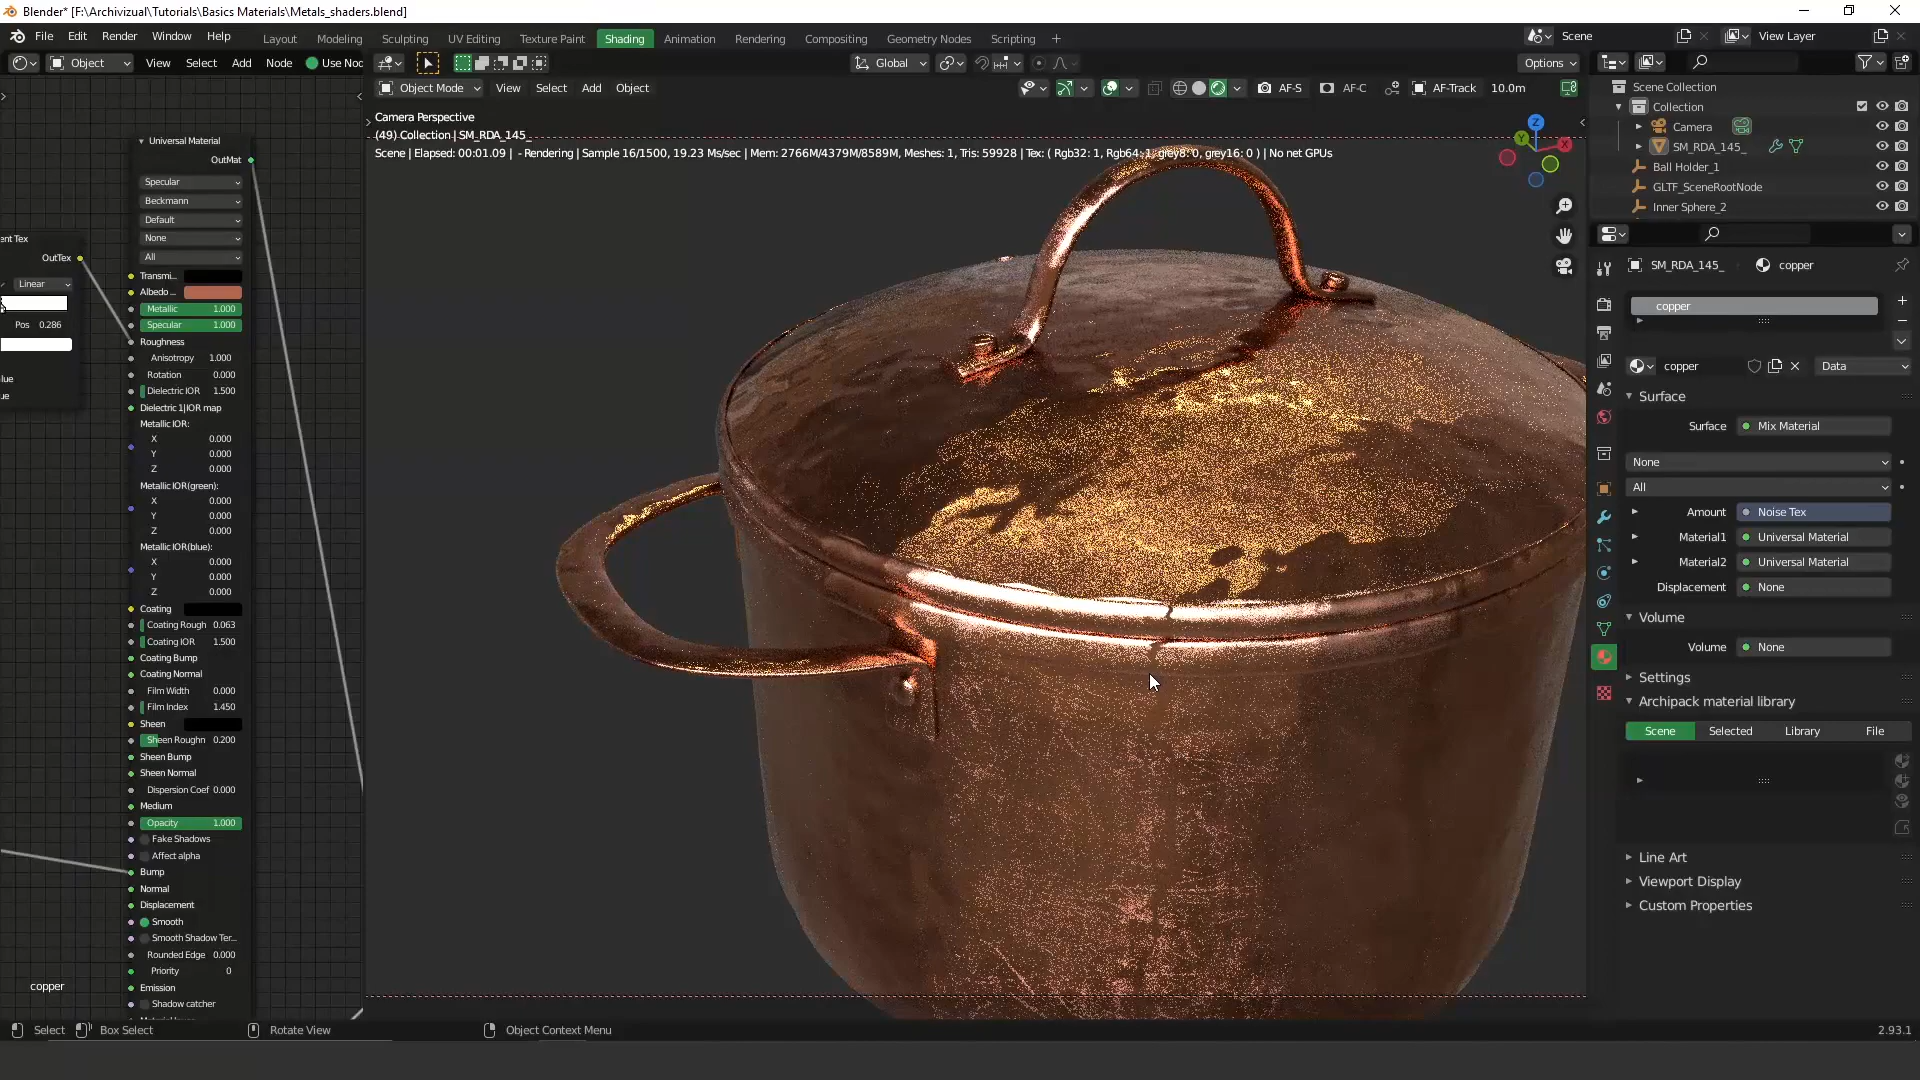 Blender* [F:\Archivizual\Tutorials\Basics Materials\Metals_shaders.blend]
File Edit Render Window Help Layout Modeling Sculpting UV Editing Texture Paint Shading Animation Rendering Compositing Geometry Nodes Scripting + Scene View Layer
Object View Select Add Node Use Nod Global Options
Object Mode View Select Add Object AF-S AF-C AF-Track 10.0m
Camera Perspective
(49) Collection | SM_RDA_145_
Scene | Elapsed: 00:01.09 | - Rendering | Sample 16/1500, 19.23 Ms/sec | Mem: 2766M/4379M/8589M, Meshes: 1, Tris: 59928 | Tex: ( Rgb32: 1, Rgb64: 1, grey8: 0, grey16: 0 ) | No net GPUs
Z
Y
X
Universal Material
OutMat
Specular
Beckmann
Default
None
All
Transmi...
Albedo ...
Metallic 1.000
Specular 1.000
Roughness
Anisotropy 1.000
Rotation 0.000
Dielectric IOR 1.500
Dielectric 1|IOR map
Metallic IOR:
X 0.000
Y 0.000
Z 0.000
Metallic IOR(green):
X 0.000
Y 0.000
Z 0.000
Metallic IOR(blue):
X 0.000
Y 0.000
Z 0.000
Coating
Coating Rough 0.063
Coating IOR 1.500
Coating Bump
Coating Normal
Film Width 0.000
Film Index 1.450
Sheen
Sheen Roughn 0.200
Sheen Bump
Sheen Normal
Dispersion Coef 0.000
Medium
Opacity 1.000
Fake Shadows
Affect alpha
Bump
Normal
Displacement
Smooth
Smooth Shadow Ter...
Rounded Edge 0.000
Priority 0
Emission
Shadow catcher
ent Tex
OutTex
Linear
Pos 0.286
lue
ue
copper
Scene Collection
Collection
Camera
SM_RDA_145_
Ball Holder_1
GLTF_SceneRootNode
Inner Sphere_2
SM_RDA_145_ copper
copper
copper Data
Surface
Surface Mix Material
None
All
Amount Noise Tex
Material1 Universal Material
Material2 Universal Material
Displacement None
Volume
Volume None
Settings
Archipack material library
Scene Selected Library File
Line Art
Viewport Display
Custom Properties
Select Box Select Rotate View Object Context Menu 2.93.1